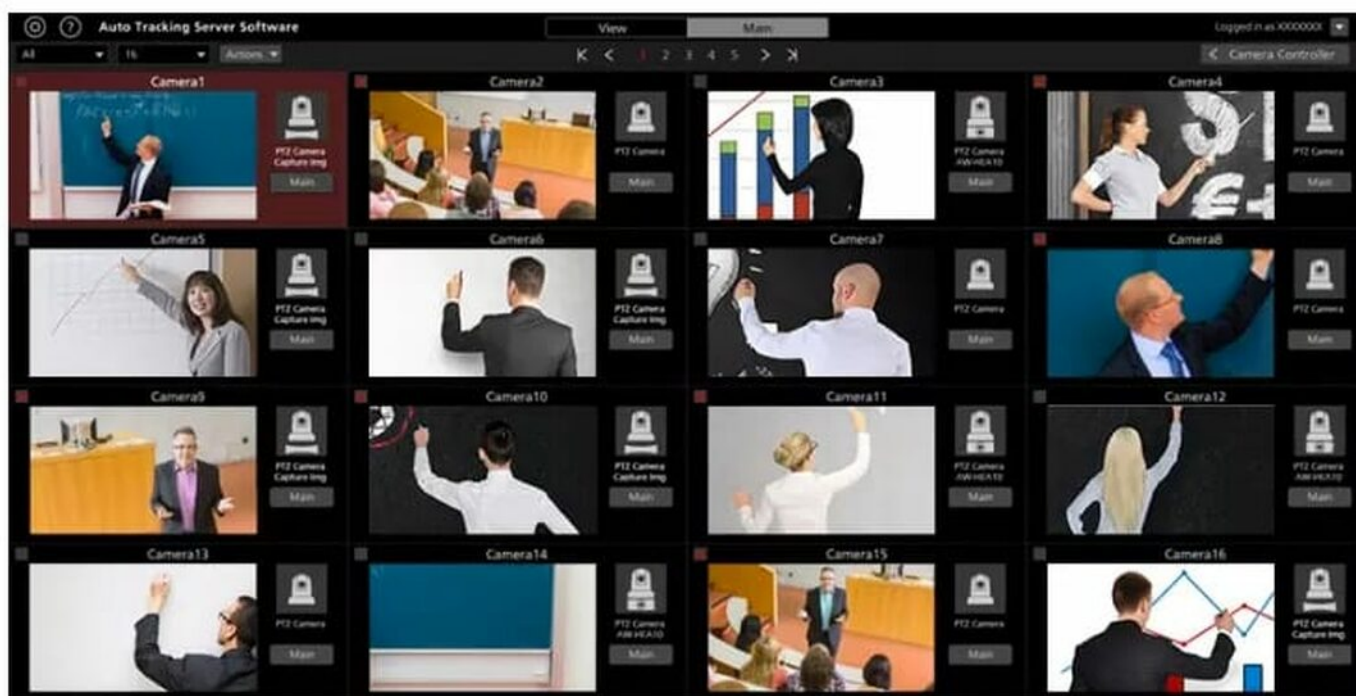 Auto Tracking Server Software
View
Main
Logged in as XXXXXXX
All
16
Actions
1 2 3 4 5
Camera Controller
Camera1
PTZ Camera
Capture Img
Main
Camera2
PTZ Camera
Main
Camera3
PTZ Camera
AW-HEA10
Main
Camera4
PTZ Camera
Main
Camera5
PTZ Camera
Capture Img
Main
Camera6
PTZ Camera
Capture Img
Main
Camera7
PTZ Camera
Main
Camera8
PTZ Camera
Main
Camera9
PTZ Camera
Capture Img
Main
Camera10
PTZ Camera
Capture Img
Main
Camera11
PTZ Camera
AW-HEA10
Main
Camera12
PTZ Camera
AW-HEA10
Main
Camera13
PTZ Camera
Main
Camera14
PTZ Camera
AW-HEA10
Main
Camera15
PTZ Camera
Main
Camera16
PTZ Camera
Capture Img
Main